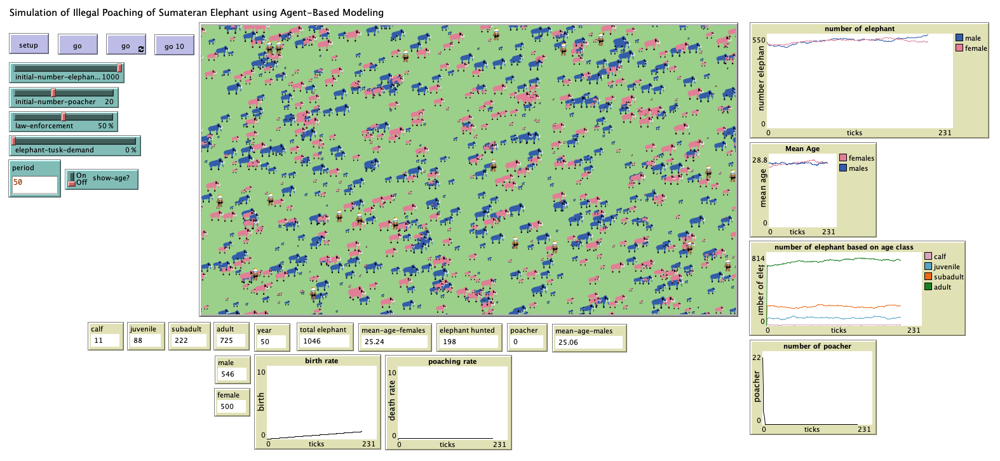 Simulation of Illegal Poaching of Sumateran Elephant using Agent-Based Modeling
setup
go
go
go 10
initial-number-elephan... 1000
initial-number-poacher 20
law-enforcement 50 %
elephant-tusk-demand 0 %
period
50
On
Off
show-age?
number of elephant
550
number elephan
0
0
ticks
231
male
female
Mean Age
28.8
mean age
0
0
ticks
231
females
males
number of elephant based on age class
814
mber of elep
0
0
ticks
231
calf
juvenile
subadult
adult
number of poacher
22
poacher
0
0
ticks
231
calf
11
juvenile
88
subadult
222
adult
725
year
50
total elephant
1046
mean-age-females
25.24
elephant hunted
198
poacher
0
mean-age-males
25.06
male
546
female
500
birth rate
10
birth
0
0
ticks
231
poaching rate
10
death rate
0
0
ticks
231